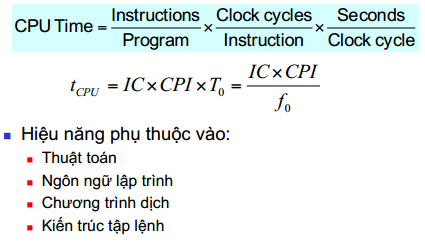 CPU Time = Instructions/Program × Clock cycles/Instruction × Seconds/Clock cycle
t_CPU = IC × CPI × T_0 = IC × CPI / f_0
Hiệu năng phụ thuộc vào:
Thuật toán
Ngôn ngữ lập trình
Chương trình dịch
Kiến trúc tập lệnh